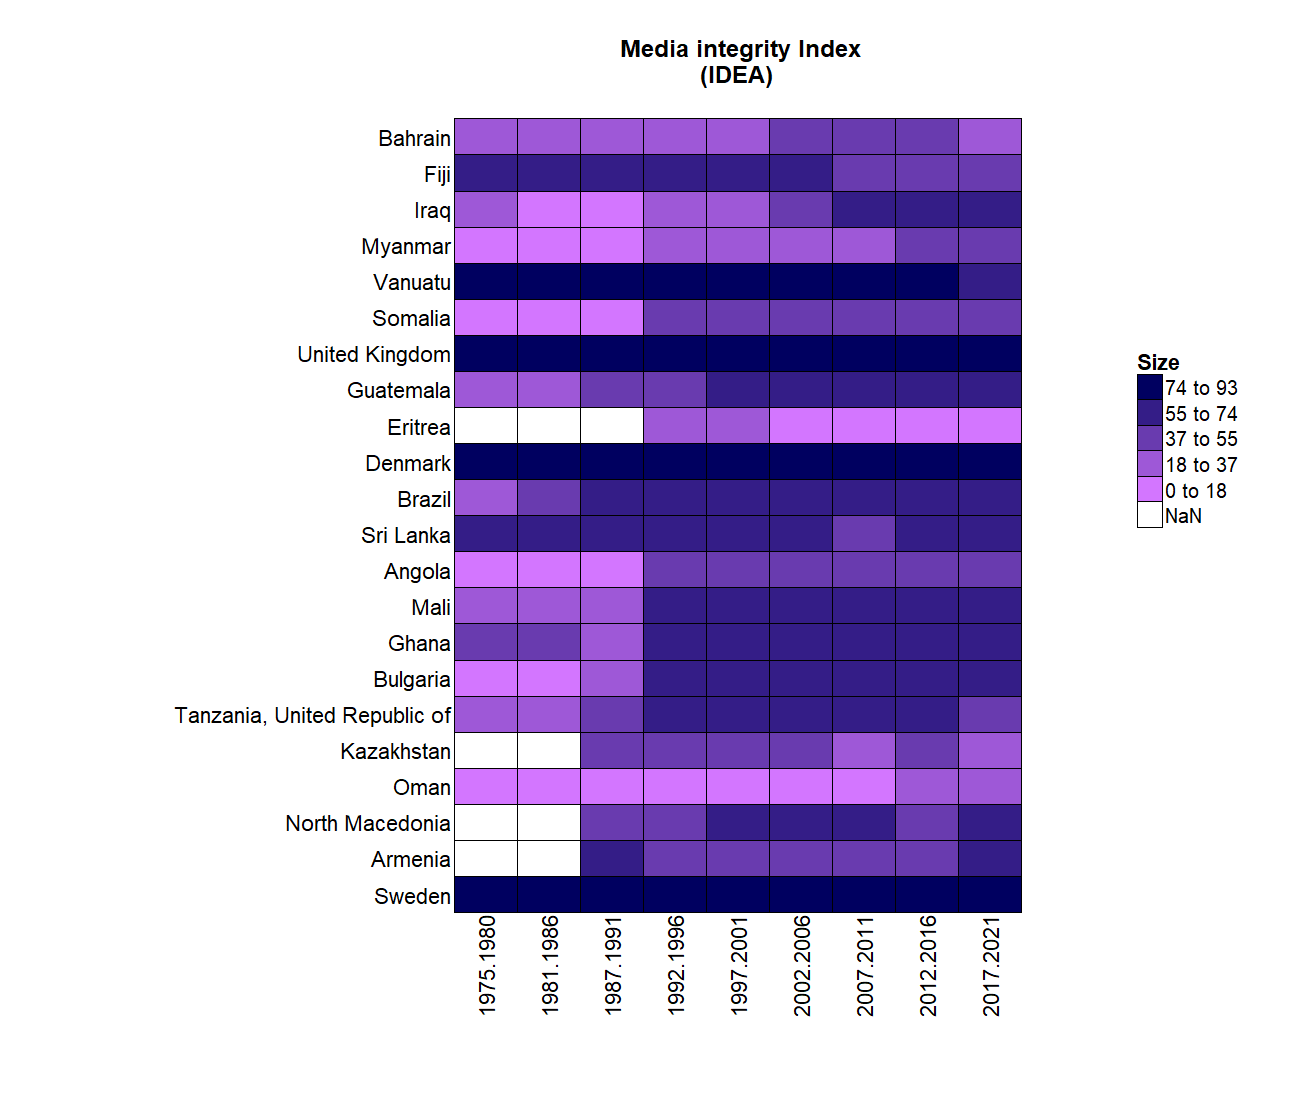 Media integrity Index
(IDEA)
Bahrain
Fiji
Iraq
Myanmar
Vanuatu
Somalia
United Kingdom
Guatemala
Eritrea
Denmark
Brazil
Sri Lanka
Angola
Mali
Ghana
Bulgaria
Tanzania, United Republic of
Kazakhstan
Oman
North Macedonia
Armenia
Sweden
1975.1980
1981.1986
1987.1991
1992.1996
1997.2001
2002.2006
2007.2011
2012.2016
2017.2021
Size
74 to 93
55 to 74
37 to 55
18 to 37
0 to 18
NaN